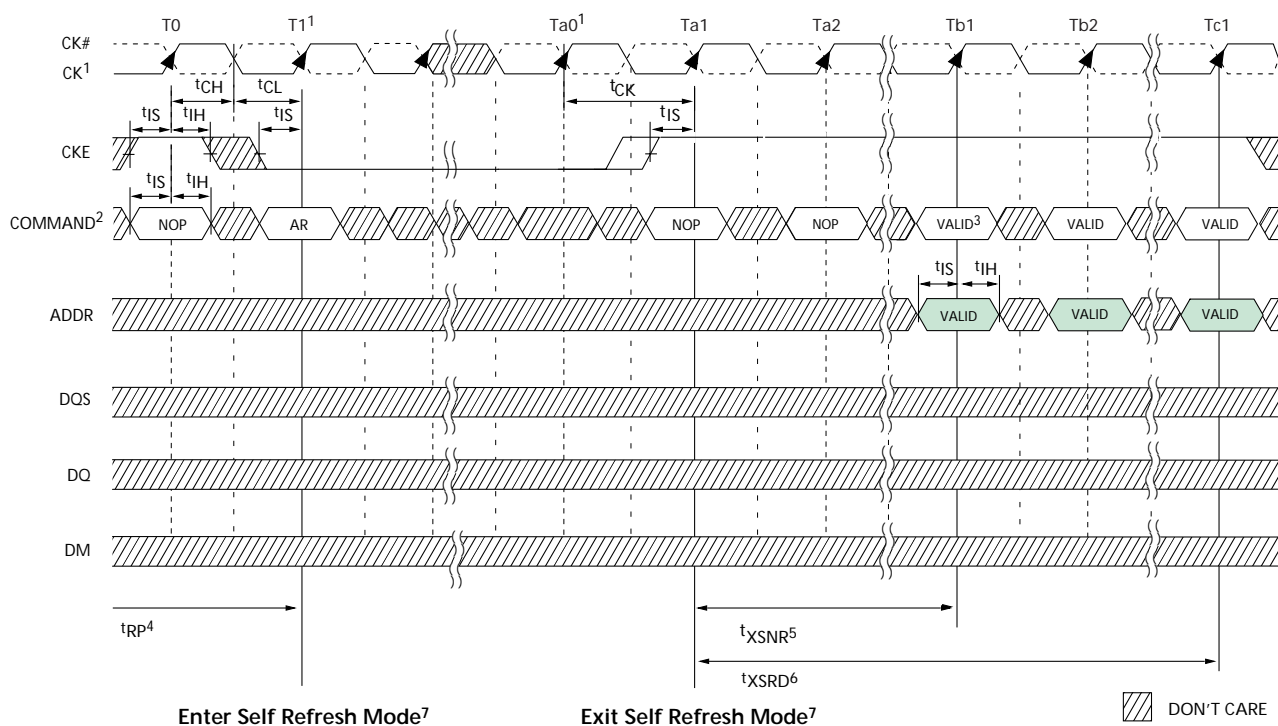 T0 T1¹ Ta0¹ Ta1 Ta2 Tb1 Tb2 Tc1
CK#
CK¹
tCH tCL tCK
tIS tIH tIS tIS
CKE
tIS tIH
COMMAND² NOP AR NOP NOP VALID³ VALID VALID
tIS tIH
ADDR VALID VALID VALID
DQS
DQ
DM
tRP⁴ tXSNR⁵
tXSRD⁶
Enter Self Refresh Mode⁷ Exit Self Refresh Mode⁷ DON'T CARE